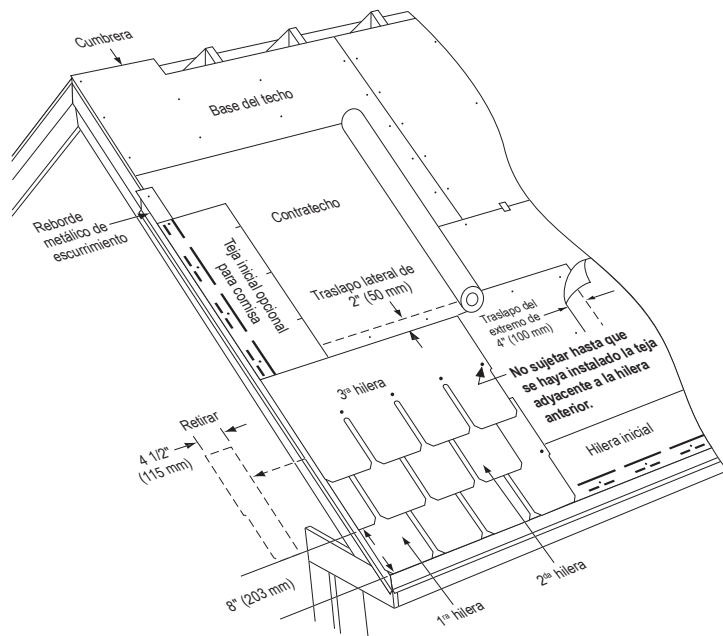 Cumbrera
Base del techo
Contratecho
Reborde
metálico de
escurrimiento
Teja inicial opcional
para cornisa
Traslapo lateral de
2" (50 mm)
Traslapo del
extremo de
4" (100 mm)
No sujetar hasta que
se haya instalado la teja
adyacente a la hilera
anterior.
3ra hilera
Hilera inicial
Retirar
4 1/2"
(115 mm)
8" (203 mm)
1ra hilera
2da hilera